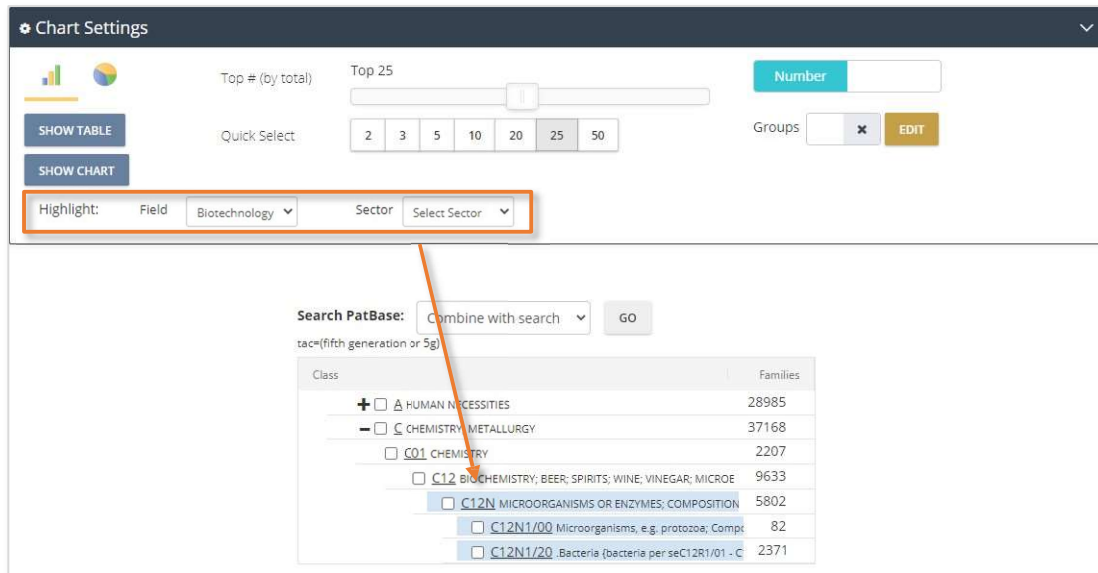 Chart Settings
Top # (by total)
Top 25
Number
SHOW TABLE
Quick Select
2 3 5 10 20 25 50
Groups
EDIT
SHOW CHART
Highlight: Field Biotechnology Sector Select Sector
Search PatBase: Combine with search GO
tac=(fifth generation or 5g)
Class Families
A HUMAN NECESSITIES 28985
C CHEMISTRY; METALLURGY 37168
C01 CHEMISTRY 2207
C12 BIOCHEMISTRY; BEER; SPIRITS; WINE; VINEGAR; MICROE 9633
C12N MICROORGANISMS OR ENZYMES; COMPOSITION 5802
C12N1/00 Microorganisms, e.g. protozoa; Compo 82
C12N1/20 .Bacteria {bacteria per seC12R1/01 - C 2371